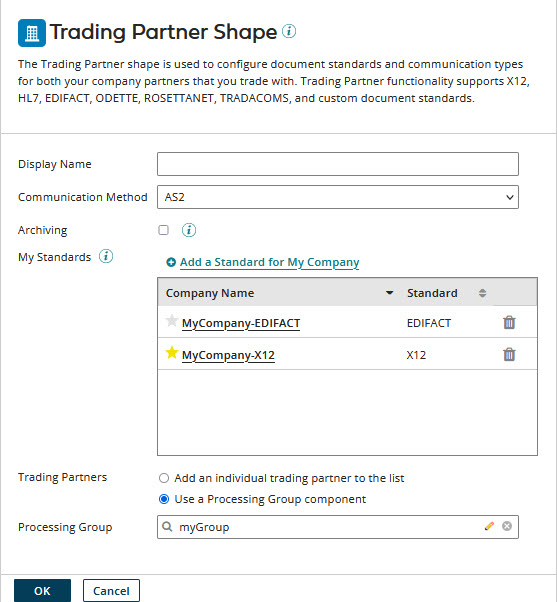 Trading Partner Shape
The Trading Partner shape is used to configure document standards and communication types
for both your company partners that you trade with. Trading Partner functionality supports X12,
HL7, EDIFACT, ODETTE, ROSETTANET, TRADACOMS, and custom document standards.
Display Name
Communication Method AS2
Archiving
My Standards Add a Standard for My Company
Company Name Standard
MyCompany-EDIFACT EDIFACT
MyCompany-X12 X12
Trading Partners Add an individual trading partner to the list
Use a Processing Group component
Processing Group myGroup
OK Cancel